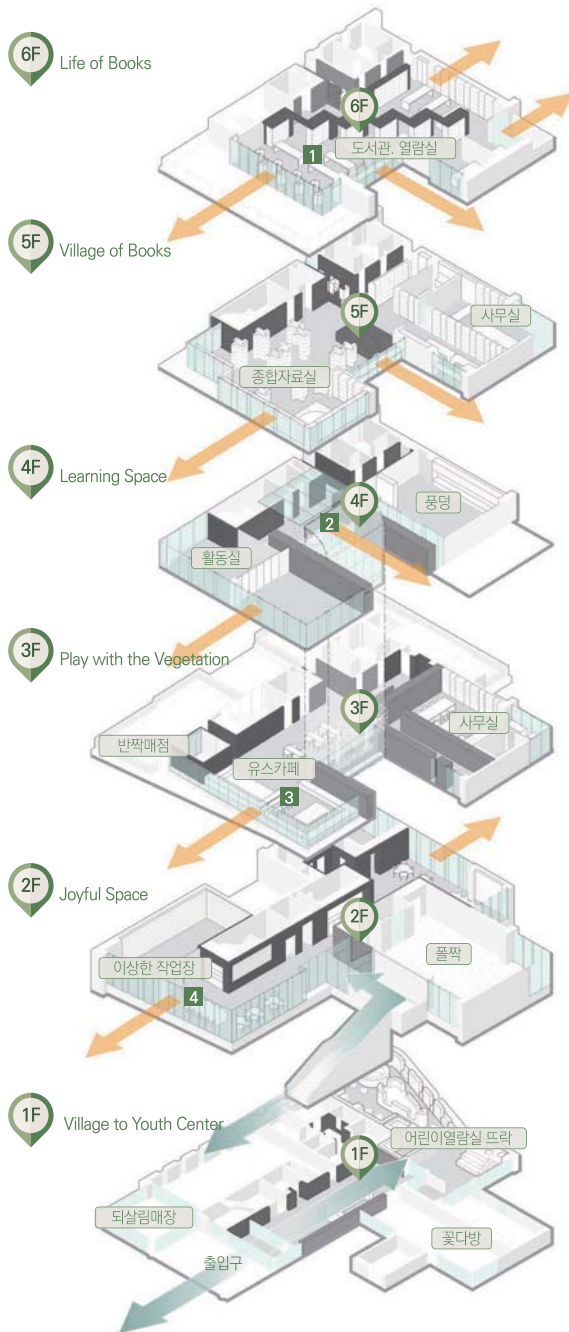 6F Life of Books
6F
1
도서관. 열람실
5F Village of Books
5F
사무실
종합자료실
4F Learning Space
4F
풍덩
2
활동실
3F Play with the Vegetation
3F
사무실
반짝매점
유스카페
3
2F Joyful Space
2F
폴짝
이상한 작업장
4
1F Village to Youth Center
어린이열람실 뜨락
1F
되살림매장
꽃다방
출입구